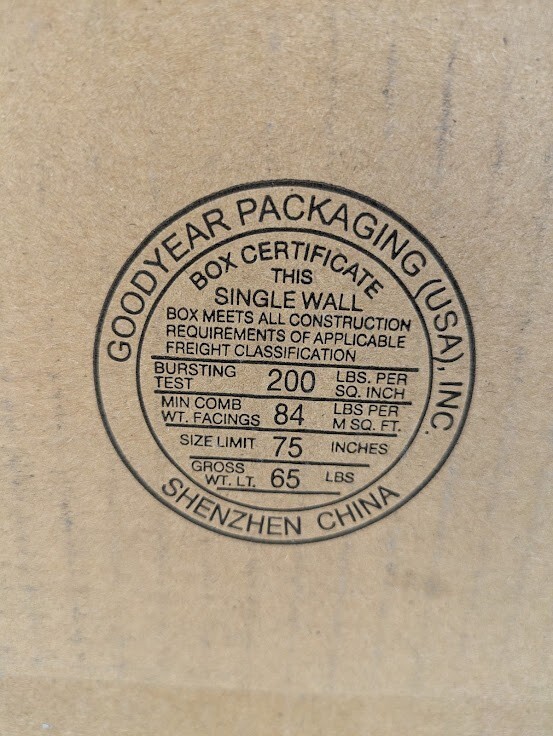 GOODYEAR PACKAGING (USA), INC.
BOX CERTIFICATE
THIS
SINGLE WALL
BOX MEETS ALL CONSTRUCTION
REQUIREMENTS OF APPLICABLE
FREIGHT CLASSIFICATION
BURSTING TEST 200 LBS. PER SQ. INCH
MIN COMB WT. FACINGS 84 LBS PER M SQ. FT.
SIZE LIMIT 75 INCHES
GROSS WT. LT. 65 LBS
SHENZHEN CHINA